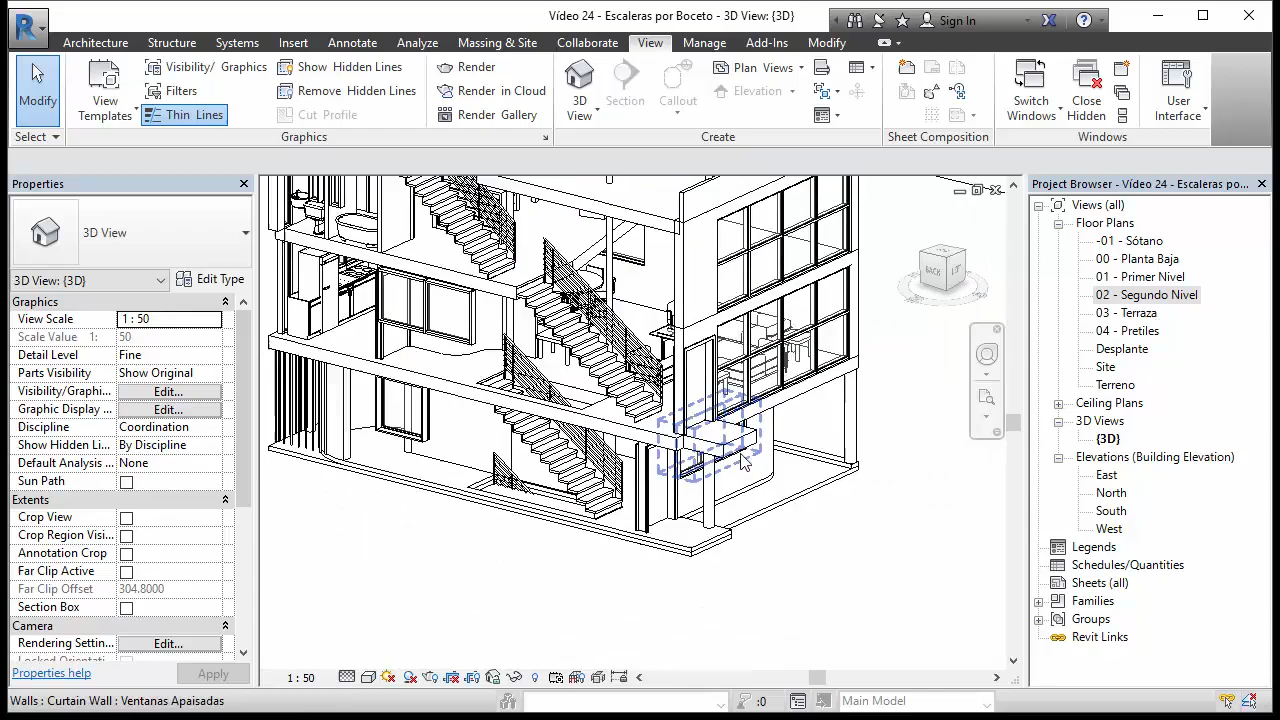 Vídeo 24 - Escaleras por Boceto - 3D View: {3D}
Sign In
Architecture Structure Systems Insert Annotate Analyze Massing & Site Collaborate View Manage Add-Ins Modify
Modify
Select
View Templates
Visibility/ Graphics
Filters
Thin Lines
Show Hidden Lines
Remove Hidden Lines
Cut Profile
Render
Render in Cloud
Render Gallery
Graphics
3D View
Section
Callout
Plan Views
Elevation
Create
Sheet Composition
Switch Windows
Close Hidden
User Interface
Windows
Properties
3D View
3D View: {3D}
Edit Type
Graphics
View Scale 1 : 50
Scale Value 1: 50
Detail Level Fine
Parts Visibility Show Original
Visibility/Graphi... Edit...
Graphic Display ... Edit...
Discipline Coordination
Show Hidden Li... By Discipline
Default Analysis ... None
Sun Path
Extents
Crop View
Crop Region Visi...
Annotation Crop
Far Clip Active
Far Clip Offset 304.8000
Section Box
Camera
Rendering Settin... Edit...
Locked Orientati...
Properties help
Apply
BACK
1 : 50
Project Browser - Vídeo 24 - Escaleras po...
Views (all)
Floor Plans
-01 - Sótano
00 - Planta Baja
01 - Primer Nivel
02 - Segundo Nivel
03 - Terraza
04 - Pretiles
Desplante
Site
Terreno
Ceiling Plans
3D Views
{3D}
Elevations (Building Elevation)
East
North
South
West
Legends
Schedules/Quantities
Sheets (all)
Families
Groups
Revit Links
Walls : Curtain Wall : Ventanas Apaisadas
:0
Main Model